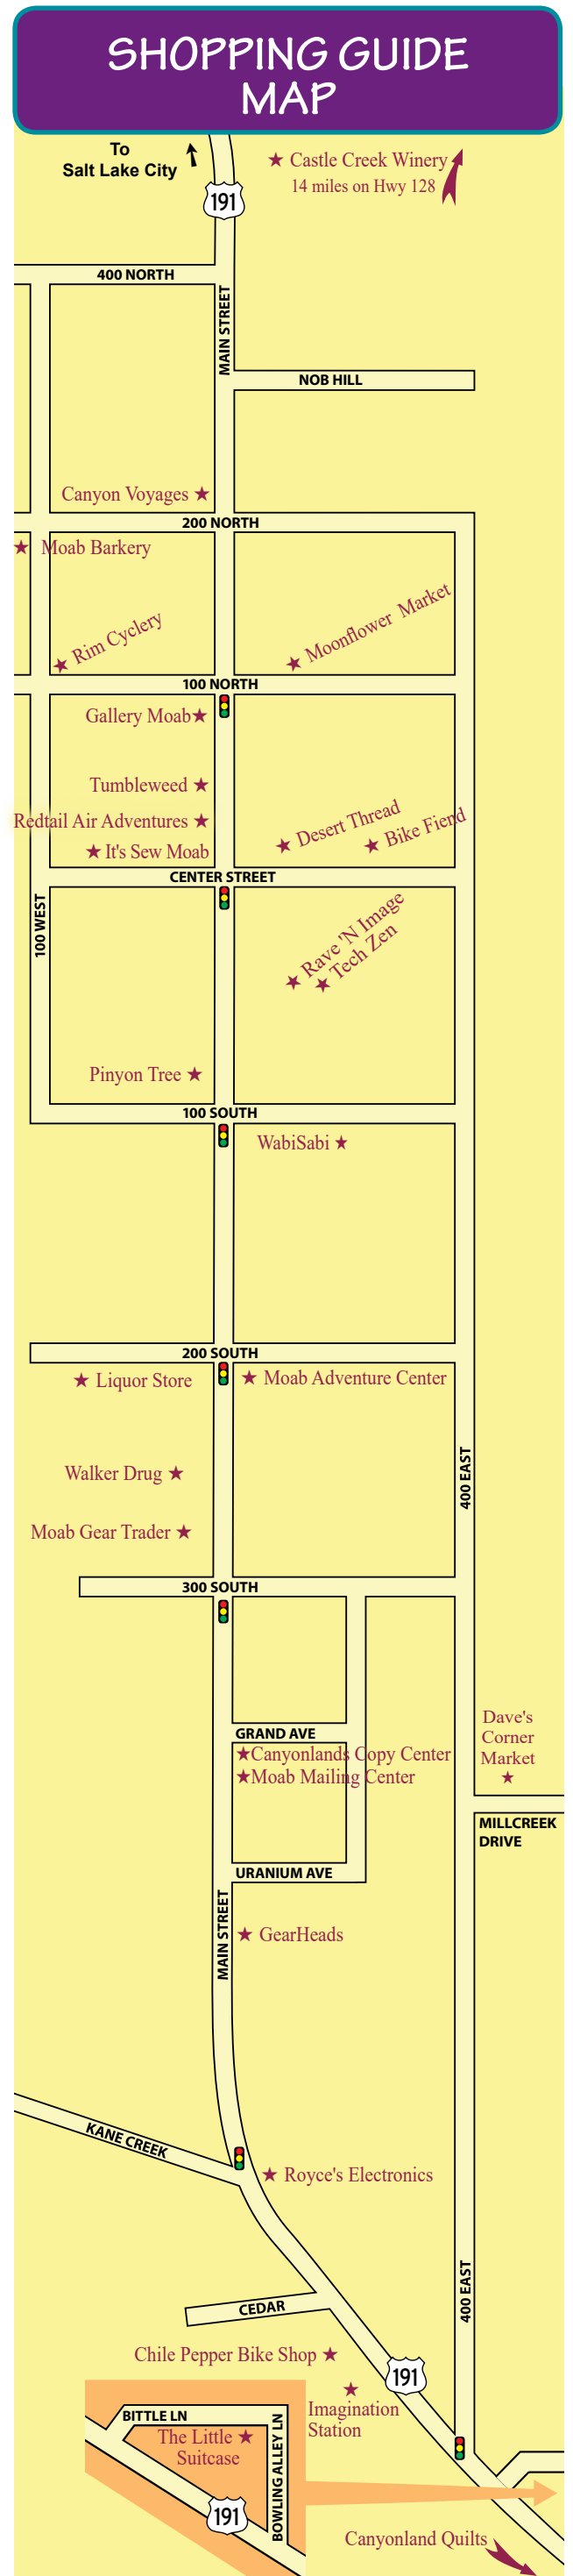 SHOPPING GUIDE
MAP
To
Salt Lake City
★ Castle Creek Winery
14 miles on Hwy 128
191
400 NORTH
MAIN STREET
NOB HILL
Canyon Voyages ★
200 NORTH
★ Moab Barkery
★ Rim Cyclery
★ Moonflower Market
100 NORTH
Gallery Moab★
Tumbleweed ★
Redtail Air Adventures ★
★ Desert Thread
★ Bike Fiend
★ It's Sew Moab
CENTER STREET
100 WEST
★ Rave 'N Image
★ Tech Zen
Pinyon Tree ★
100 SOUTH
WabiSabi ★
200 SOUTH
★ Liquor Store
★ Moab Adventure Center
Walker Drug ★
400 EAST
Moab Gear Trader ★
300 SOUTH
Dave's
Corner
Market
★
GRAND AVE
★Canyonlands Copy Center
★Moab Mailing Center
MILLCREEK
DRIVE
URANIUM AVE
MAIN STREET
★ GearHeads
KANE CREEK
★ Royce's Electronics
400 EAST
CEDAR
Chile Pepper Bike Shop ★
191
★
Imagination
Station
BITTLE LN
The Little ★
Suitcase
BOWLING ALLEY LN
191
Canyonland Quilts